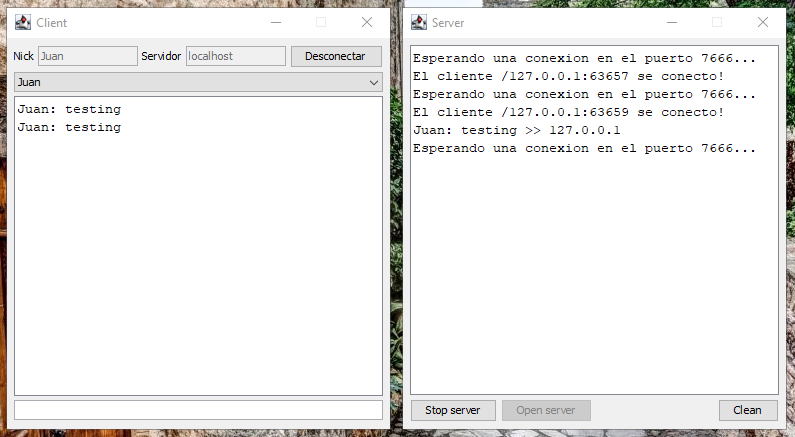 Client
Nick Juan Servidor localhost Desconectar
Juan
Juan: testing
Juan: testing
Server
Esperando una conexion en el puerto 7666...
El cliente /127.0.0.1:63657 se conecto!
Esperando una conexion en el puerto 7666...
El cliente /127.0.0.1:63659 se conecto!
Juan: testing >> 127.0.0.1
Esperando una conexion en el puerto 7666...
Stop server Open server Clean